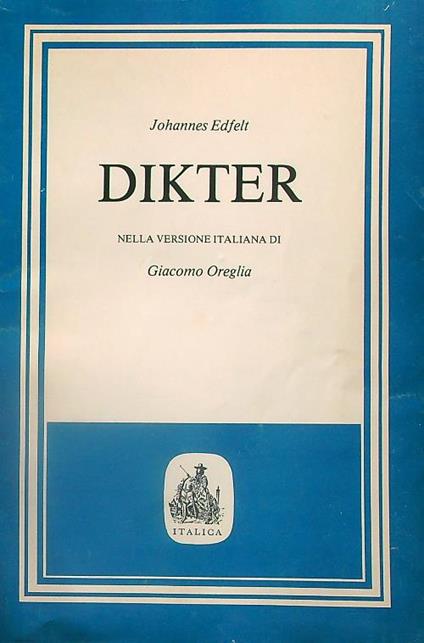 Johannes Edfelt
DIKTER
NELLA VERSIONE ITALIANA DI
Giacomo Oreglia
ITALICA